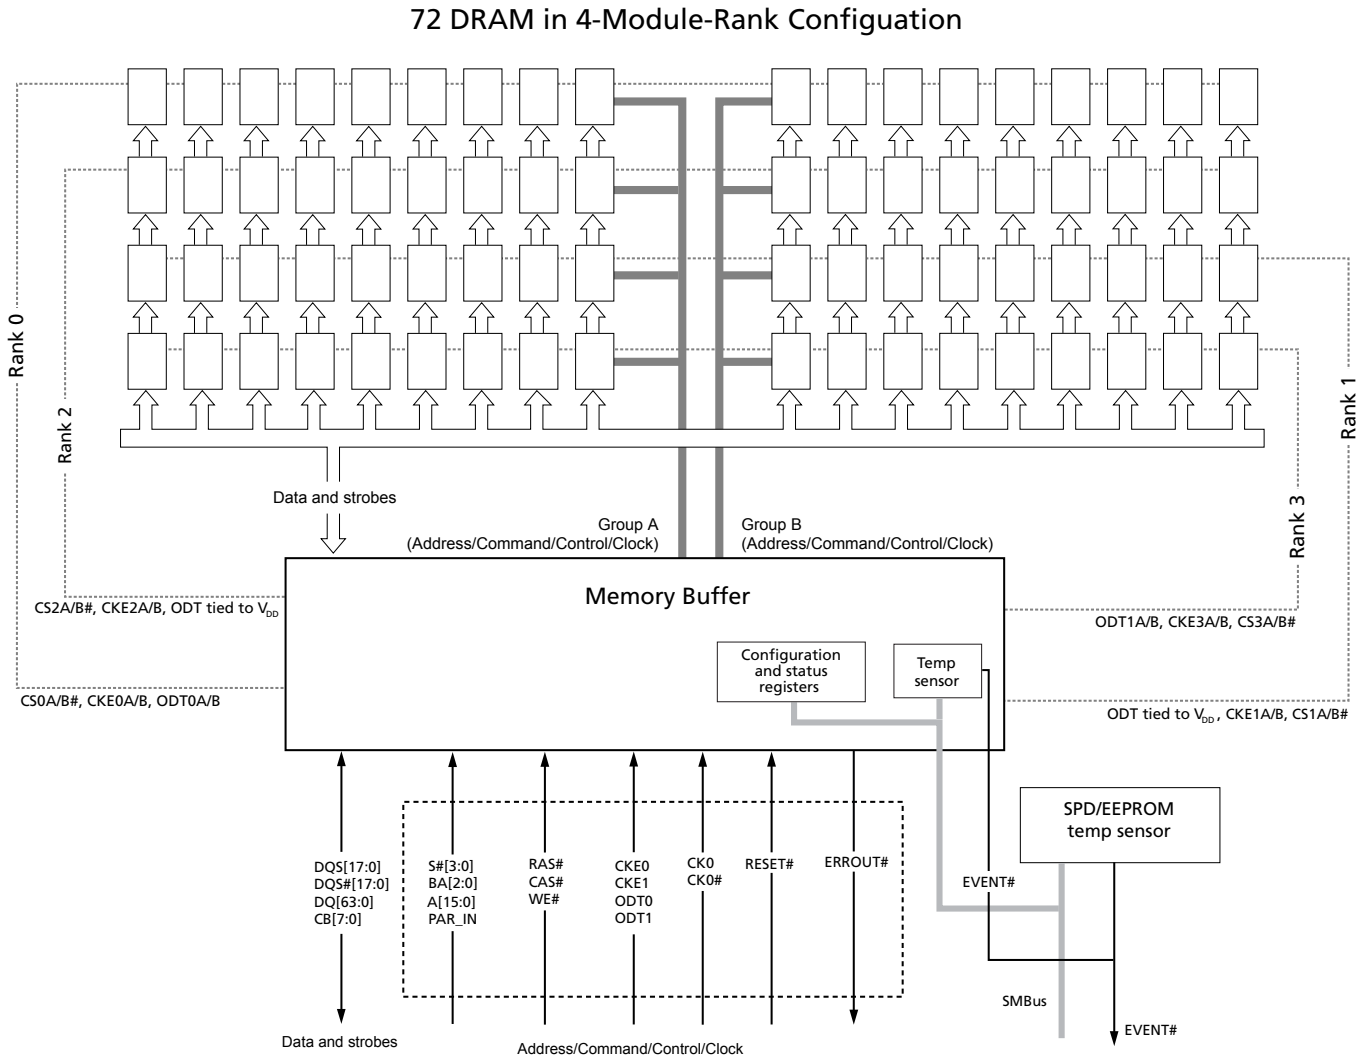 72 DRAM in 4-Module-Rank Configuation
Rank 0
Rank 2
Rank 1
Rank 3
Data and strobes
Group A
(Address/Command/Control/Clock)
Group B
(Address/Command/Control/Clock)
Memory Buffer
CS2A/B#, CKE2A/B, ODT tied to VDD
ODT1A/B, CKE3A/B, CS3A/B#
Configuration
and status
registers
Temp
sensor
CS0A/B#, CKE0A/B, ODT0A/B
ODT tied to VDD , CKE1A/B, CS1A/B#
SPD/EEPROM
temp sensor
DQS[17:0]
DQS#[17:0]
DQ[63:0]
CB[7:0]
S#[3:0]
BA[2:0]
A[15:0]
PAR_IN
RAS#
CAS#
WE#
CKE0
CKE1
ODT0
ODT1
CK0
CK0#
RESET#
ERROUT#
EVENT#
SMBus
EVENT#
Data and strobes
Address/Command/Control/Clock